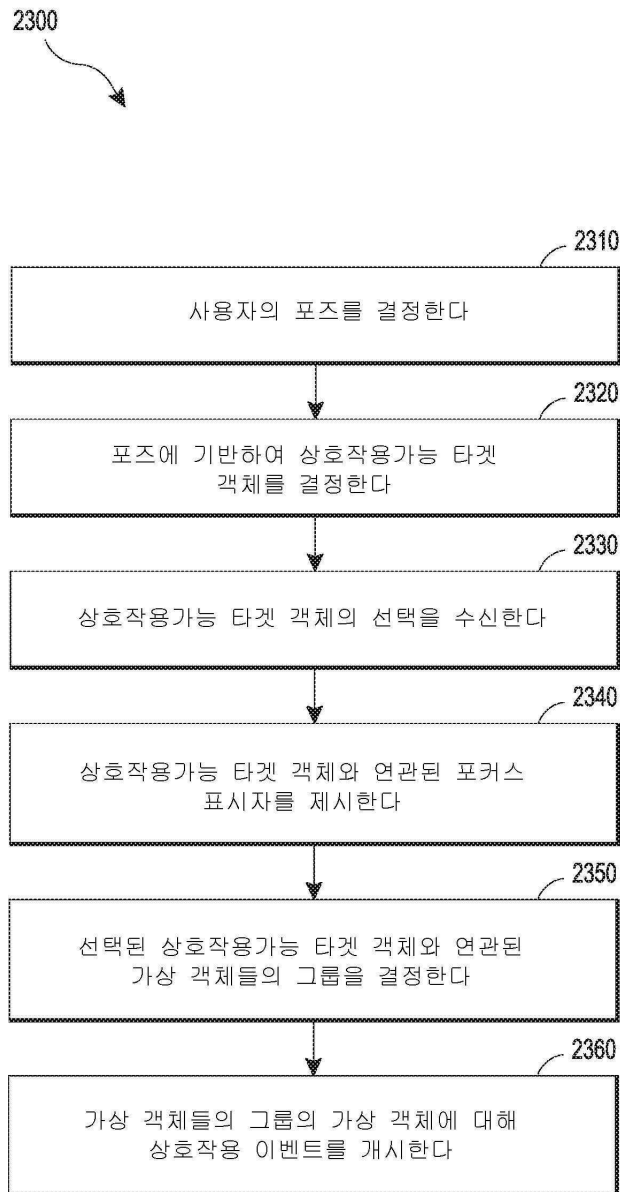 2300
2310
사용자의 포즈를 결정한다
2320
포즈에 기반하여 상호작용가능 타겟
객체를 결정한다
2330
상호작용가능 타겟 객체의 선택을 수신한다
2340
상호작용가능 타겟 객체와 연관된 포커스
표시자를 제시한다
2350
선택된 상호작용가능 타겟 객체와 연관된
가상 객체들의 그룹을 결정한다
2360
가상 객체들의 그룹의 가상 객체에 대해
상호작용 이벤트를 개시한다